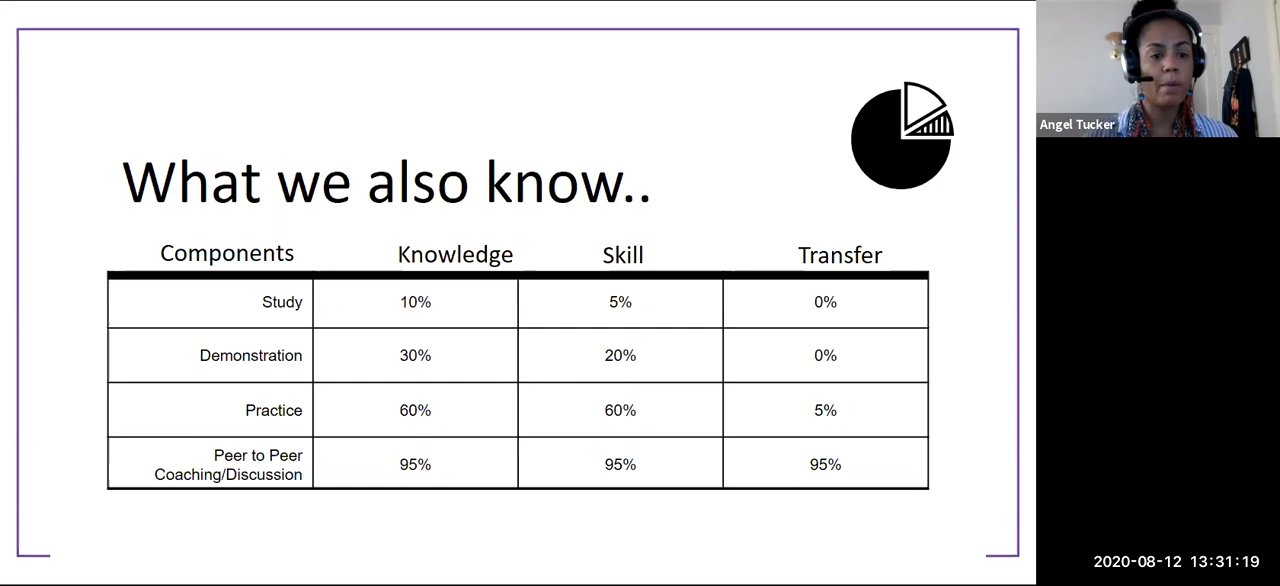 What we also know..
Components Knowledge Skill Transfer
Study 10% 5% 0%
Demonstration 30% 20% 0%
Practice 60% 60% 5%
Peer to Peer
Coaching/Discussion 95% 95% 95%
Angel Tucker
2020-08-12 13:31:19